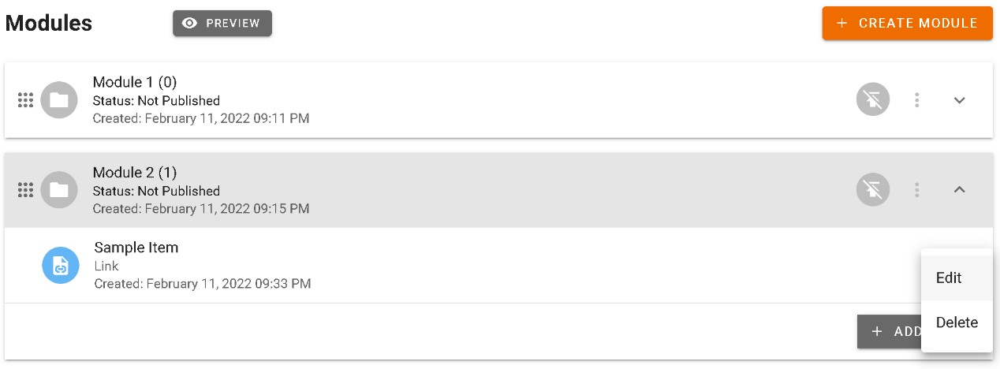 Modules
PREVIEW
+ CREATE MODULE
Module 1 (0)
Status: Not Published
Created: February 11, 2022 09:11 PM
Module 2 (1)
Status: Not Published
Created: February 11, 2022 09:15 PM
Sample Item
Link
Created: February 11, 2022 09:33 PM
Edit
Delete
+ ADD